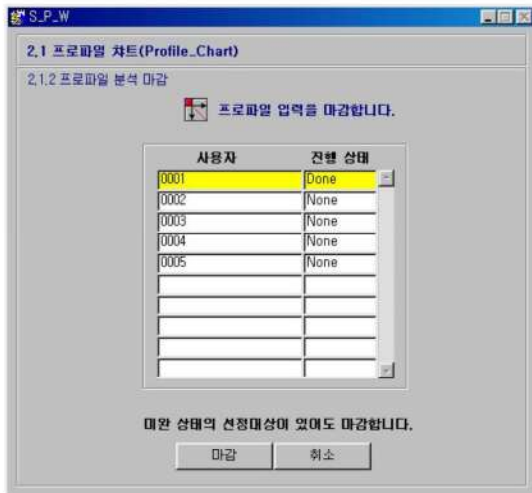 S_P_W
2.1 프로파일 챠트(Profile_Chart)
2.1.2 프로파일 분석 마감
프로파일 입력을 마감합니다.
사용자 진행 상태
0001 Done
0002 None
0003 None
0004 None
0005 None
미완 상태의 선정대상이 있어도 마감합니다.
마감 취소